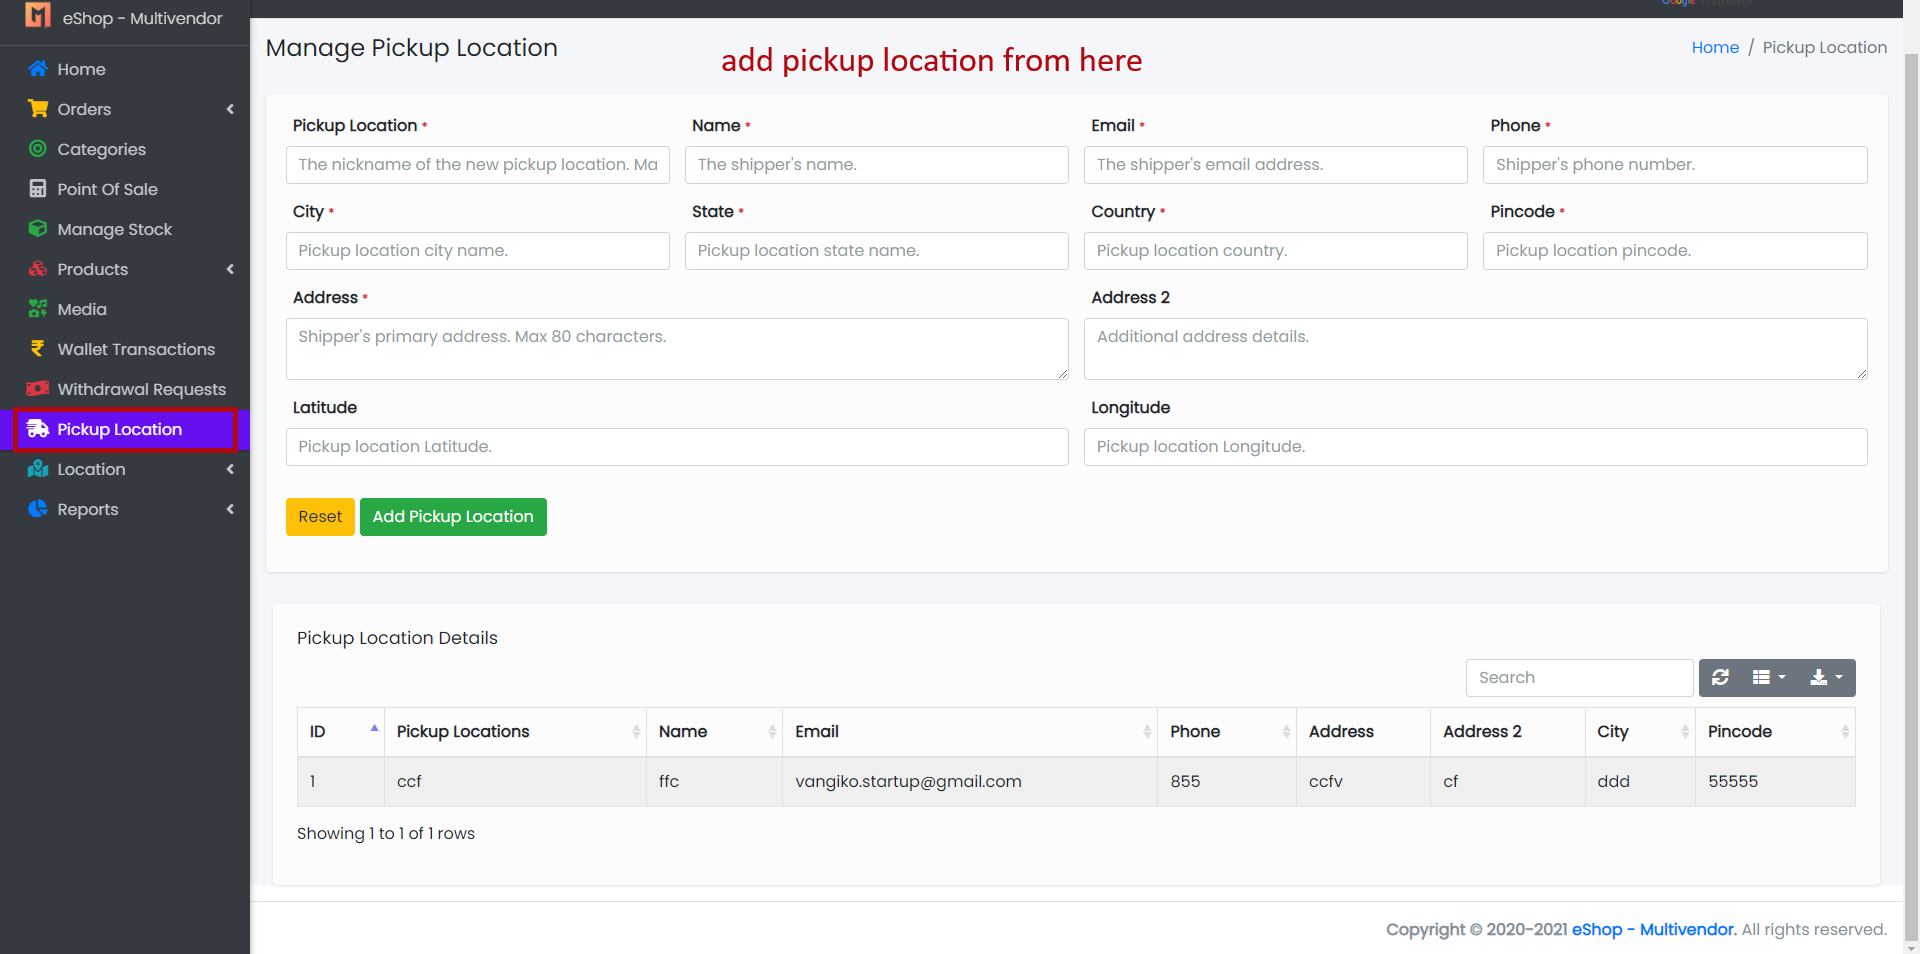 eShop - Multivendor
Google Translate
Home
Orders
Categories
Point Of Sale
Manage Stock
Products
Media
Wallet Transactions
Withdrawal Requests
Pickup Location
Location
Reports
Manage Pickup Location
add pickup location from here
Home / Pickup Location
Pickup Location * Name * Email * Phone *
The nickname of the new pickup location. Ma The shipper's name. The shipper's email address. Shipper's phone number.
City * State * Country * Pincode *
Pickup location city name. Pickup location state name. Pickup location country. Pickup location pincode.
Address * Address 2
Shipper's primary address. Max 80 characters. Additional address details.
Latitude Longitude
Pickup location Latitude. Pickup location Longitude.
Reset Add Pickup Location
Pickup Location Details
Search
ID Pickup Locations Name Email Phone Address Address 2 City Pincode
1 ccf ffc vangiko.startup@gmail.com 855 ccfv cf ddd 55555
Showing 1 to 1 of 1 rows
Copyright © 2020-2021 eShop - Multivendor. All rights reserved.